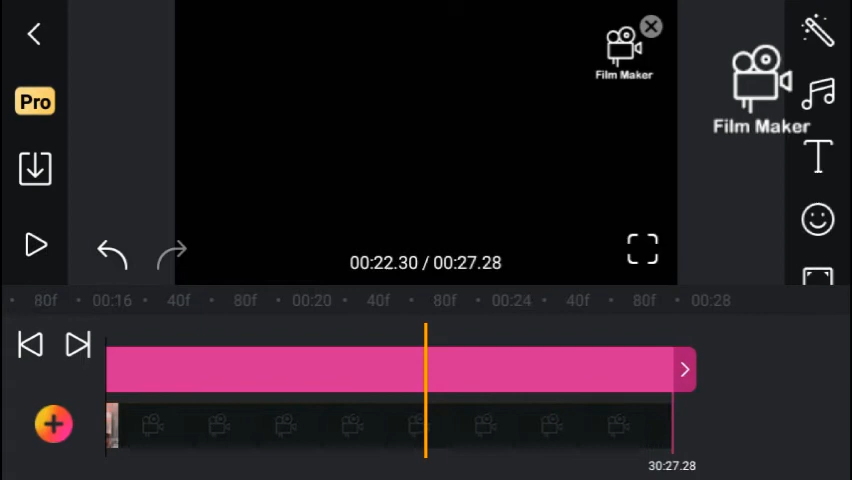 Film Maker
Pro
Film Maker
00:22.30 / 00:27.28
80f 00:16 40f 80f 00:20 40f 80f 00:24 40f 80f 00:28
30:27.28